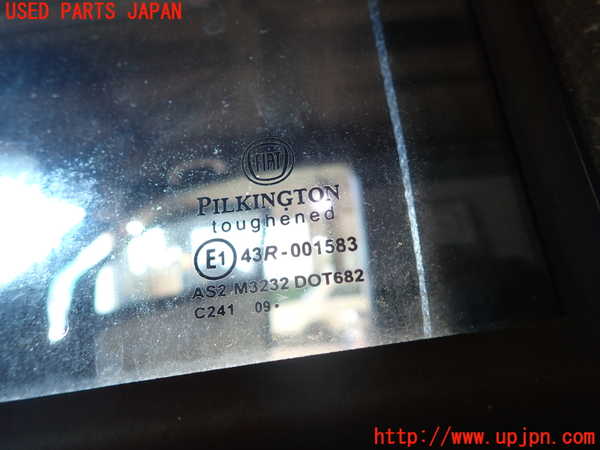 USED PARTS JAPAN
FIAT
PILKINGTON
toughened
E1 43R-001583
AS2 M3232 DOT682
C241 09•
http://www.upjpn.com/